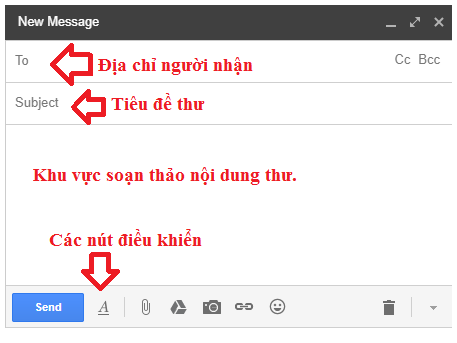 New Message
To Địa chỉ người nhận Cc Bcc
Subject Tiêu đề thư
Khu vực soạn thảo nội dung thư.
Các nút điều khiển
Send A